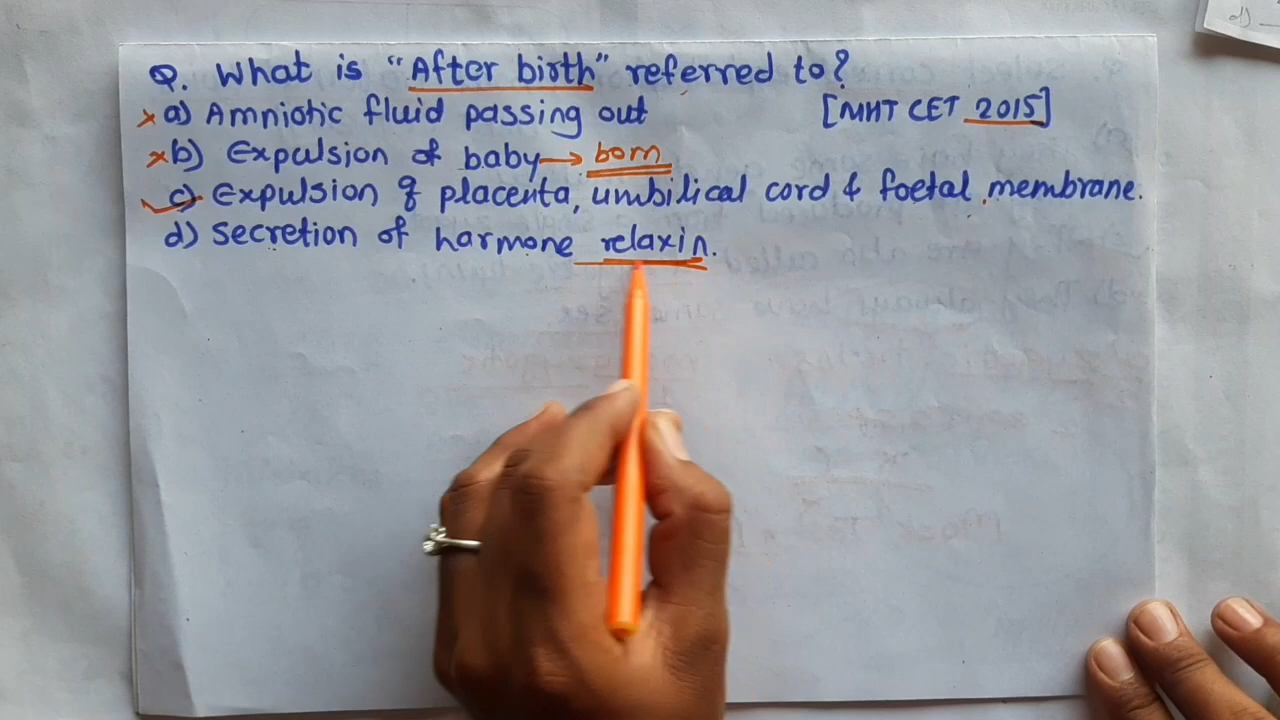 Q. What is "After birth" referred to?
a) Amniotic fluid passing out [MHT CET 2015]
b) Expulsion of baby → born
c) Expulsion of placenta, umbilical cord & foetal membrane.
d) Secretion of harmone relaxin.